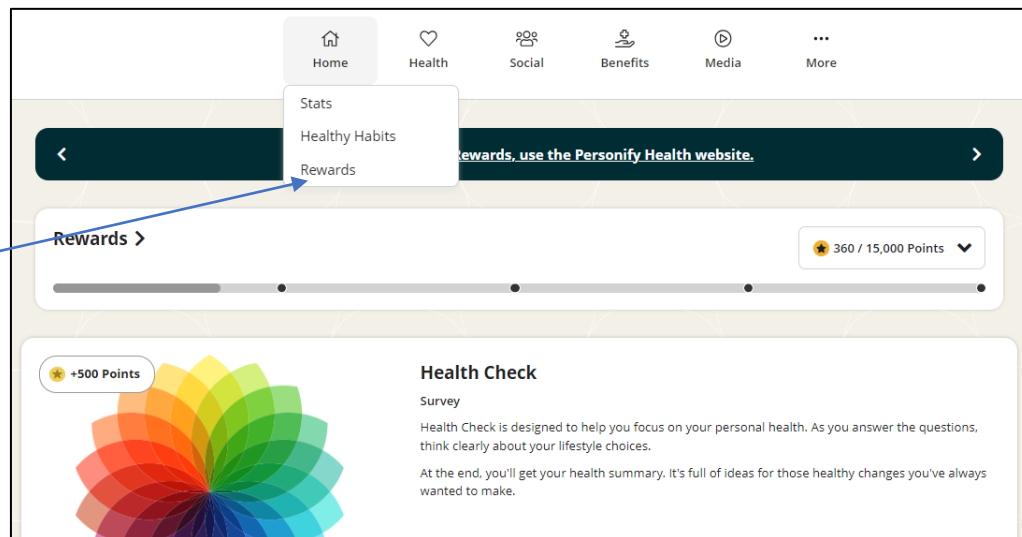 Home Health Social Benefits Media More
Stats
Healthy Habits
Rewards
Rewards, use the Personify Health website.
Rewards
360 / 15,000 Points
+500 Points
Health Check
Survey
Health Check is designed to help you focus on your personal health. As you answer the questions,
think clearly about your lifestyle choices.
At the end, you'll get your health summary. It's full of ideas for those healthy changes you've always
wanted to make.